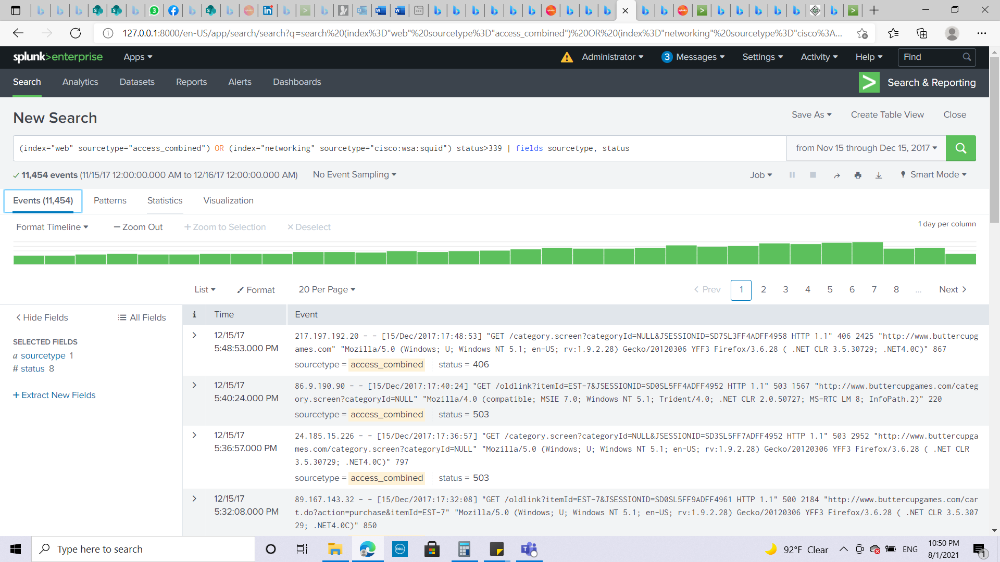 3
127.0.0.1:8000/en-US/app/search/search?q=search%20(index%3D"web"%20sourcetype%3D"access_combined")%20OR%20(index%3D"networking"%20sourcetype%3D"cisco%3A...
splunk>enterprise Apps Administrator 3 Messages Settings Activity Help Find
Search Analytics Datasets Reports Alerts Dashboards Search & Reporting
New Search Save As Create Table View Close
(index="web" sourcetype="access_combined") OR (index="networking" sourcetype="cisco:wsa:squid") status>339 | fields sourcetype, status from Nov 15 through Dec 15, 2017
11,454 events (11/15/17 12:00:00.000 AM to 12/16/17 12:00:00.000 AM) No Event Sampling Job Smart Mode
Events (11,454) Patterns Statistics Visualization
Format Timeline — Zoom Out + Zoom to Selection × Deselect 1 day per column
List Format 20 Per Page < Prev 1 2 3 4 5 6 7 8 ... Next >
< Hide Fields All Fields i Time Event
SELECTED FIELDS
a sourcetype 1
# status 8
+ Extract New Fields
> 12/15/17 5:48:53.000 PM
217.197.192.20 - - [15/Dec/2017:17:48:53] "GET /category.screen?categoryId=NULL&JSESSIONID=SD7SL3FF4ADFF4958 HTTP 1.1" 406 2425 "http://www.buttercupg
ames.com" "Mozilla/5.0 (Windows; U; Windows NT 5.1; en-US; rv:1.9.2.28) Gecko/20120306 YFF3 Firefox/3.6.28 ( .NET CLR 3.5.30729; .NET4.0C)" 867
sourcetype = access_combined status = 406
> 12/15/17 5:40:24.000 PM
86.9.190.90 - - [15/Dec/2017:17:40:24] "GET /oldlink?itemId=EST-7&JSESSIONID=SD0SL5FF4ADFF4952 HTTP 1.1" 503 1567 "http://www.buttercupgames.com/categ
ory.screen?categoryId=NULL" "Mozilla/4.0 (compatible; MSIE 7.0; Windows NT 5.1; Trident/4.0; .NET CLR 2.0.50727; MS-RTC LM 8; InfoPath.2)" 220
sourcetype = access_combined status = 503
> 12/15/17 5:36:57.000 PM
24.185.15.226 - - [15/Dec/2017:17:36:57] "GET /category.screen?categoryId=NULL&JSESSIONID=SD3SL5FF7ADFF4952 HTTP 1.1" 503 2952 "http://www.buttercupga
mes.com/category.screen?categoryId=NULL" "Mozilla/5.0 (Windows; U; Windows NT 5.1; en-US; rv:1.9.2.28) Gecko/20120306 YFF3 Firefox/3.6.28 ( .NET CLR
3.5.30729; .NET4.0C)" 797
sourcetype = access_combined status = 503
> 12/15/17 5:32:08.000 PM
89.167.143.32 - - [15/Dec/2017:17:32:08] "GET /oldlink?itemId=EST-7&JSESSIONID=SD0SL5FF9ADFF4961 HTTP 1.1" 500 2184 "http://www.buttercupgames.com/car
t.do?action=purchase&itemId=EST-7" "Mozilla/5.0 (Windows; U; Windows NT 5.1; en-US; rv:1.9.2.28) Gecko/20120306 YFF3 Firefox/3.6.28 ( .NET CLR 3.5.307
29; .NET4.0C)" 850
Type here to search DELL 92°F Clear ENG 10:50 PM
8/1/2021 1